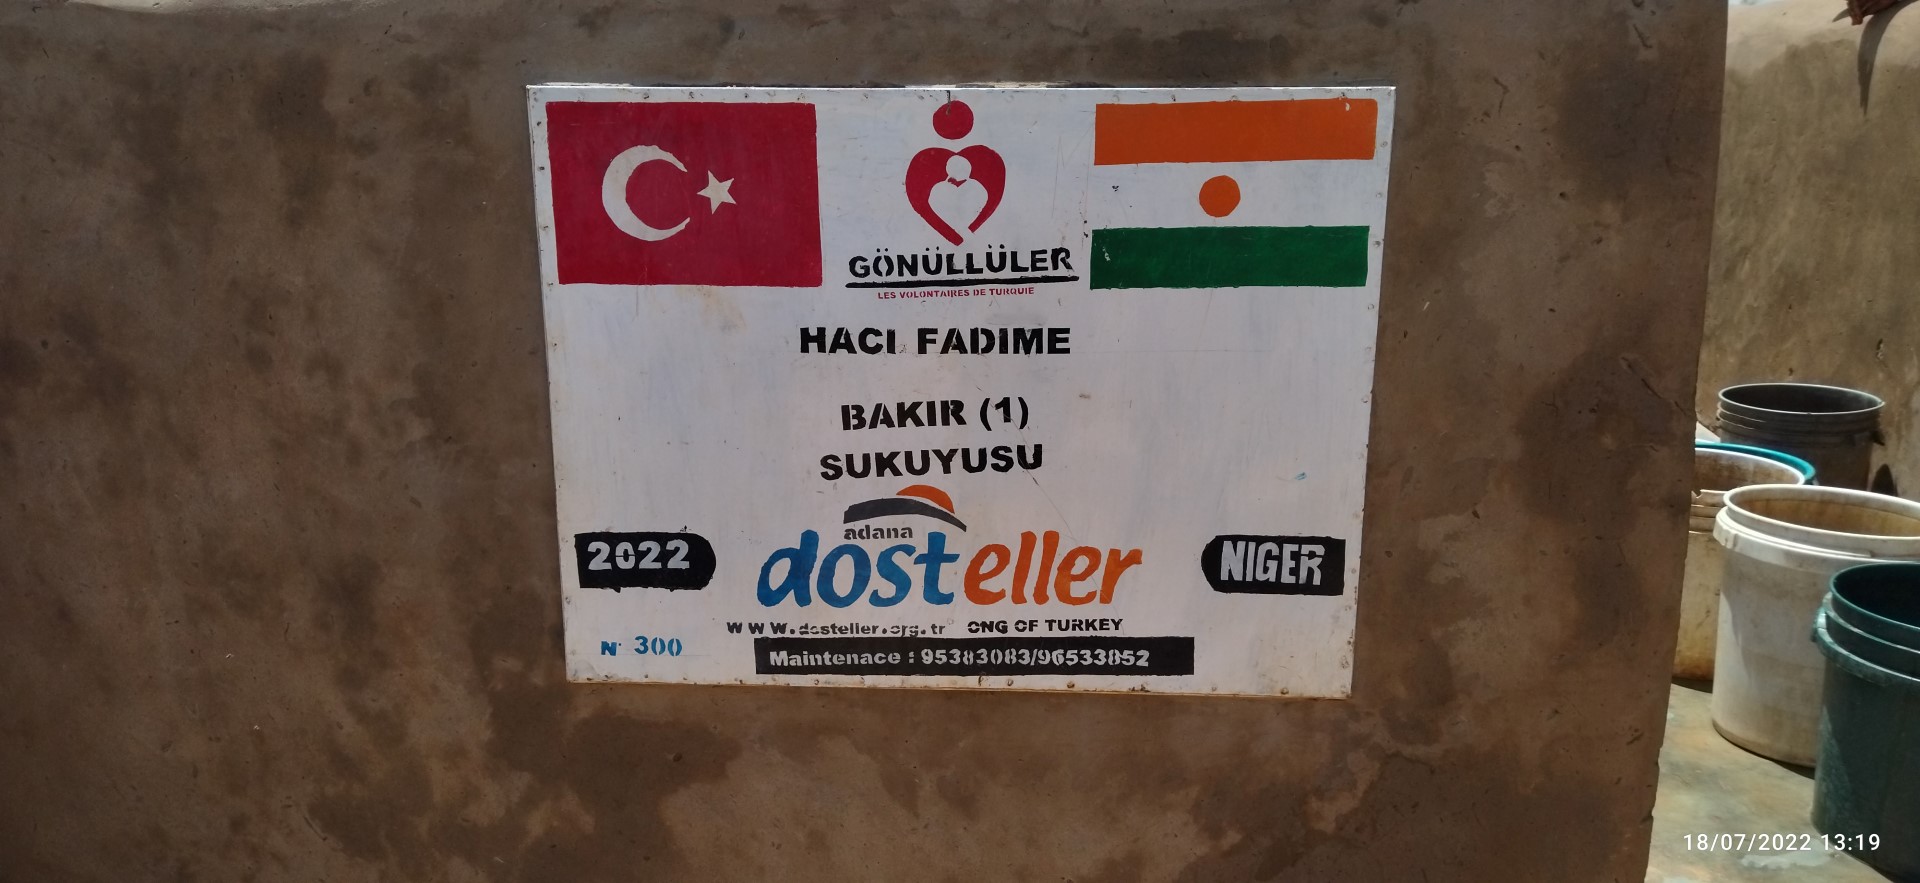 GÖNÜLLÜLER
LES VOLONTAIRES DE TURQUIE
HACI FADIME
BAKIR (1)
SUKUYUSU
adana
dosteller
2022
NIGER
www.dosteller.org.tr ONG OF TURKEY
N° 300
Maintenace : 95383083/96533852
18/07/2022 13:19